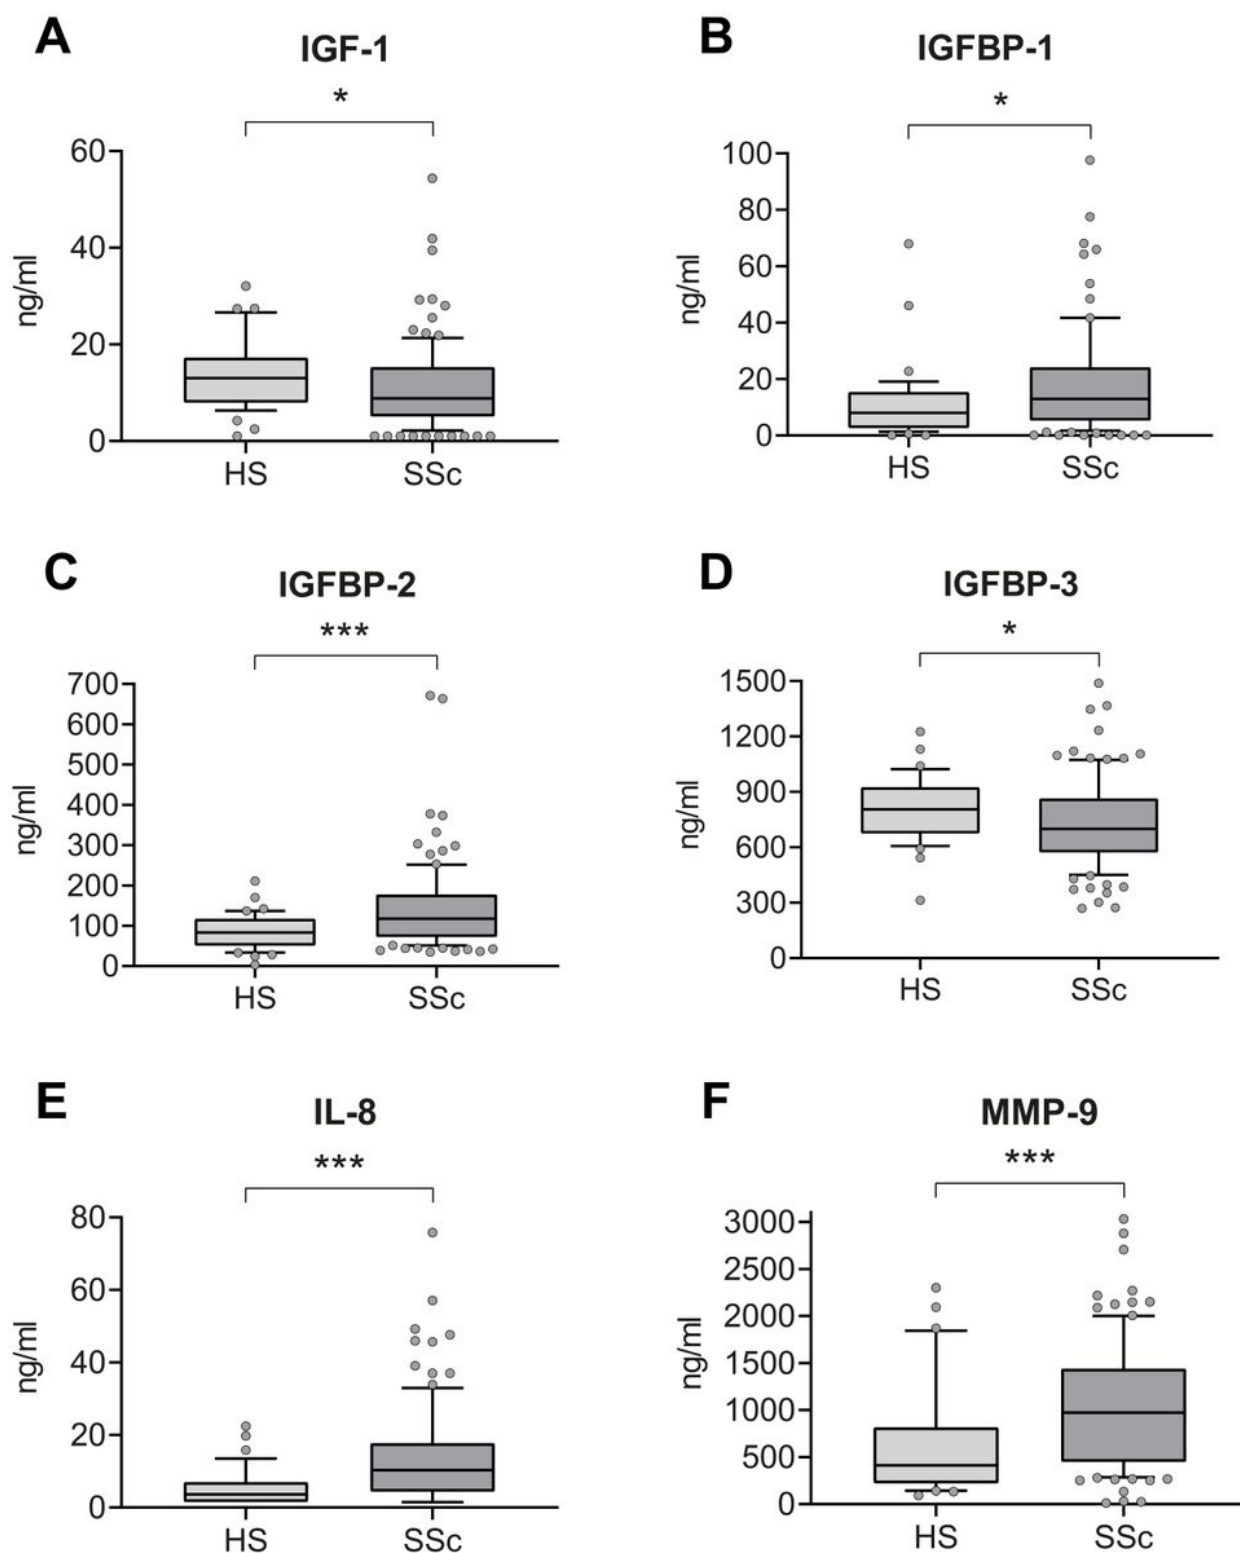 A
IGF-1
*
60
40
20
0
ng/ml
HS
SSc
B
IGFBP-1
*
100
80
60
40
20
0
ng/ml
HS
SSc
C
IGFBP-2
***
700
600
500
400
300
200
100
0
ng/ml
HS
SSc
D
IGFBP-3
*
1500
1200
900
600
300
0
ng/ml
HS
SSc
E
IL-8
***
80
60
40
20
0
ng/ml
HS
SSc
F
MMP-9
***
3000
2500
2000
1500
1000
500
0
ng/ml
HS
SSc